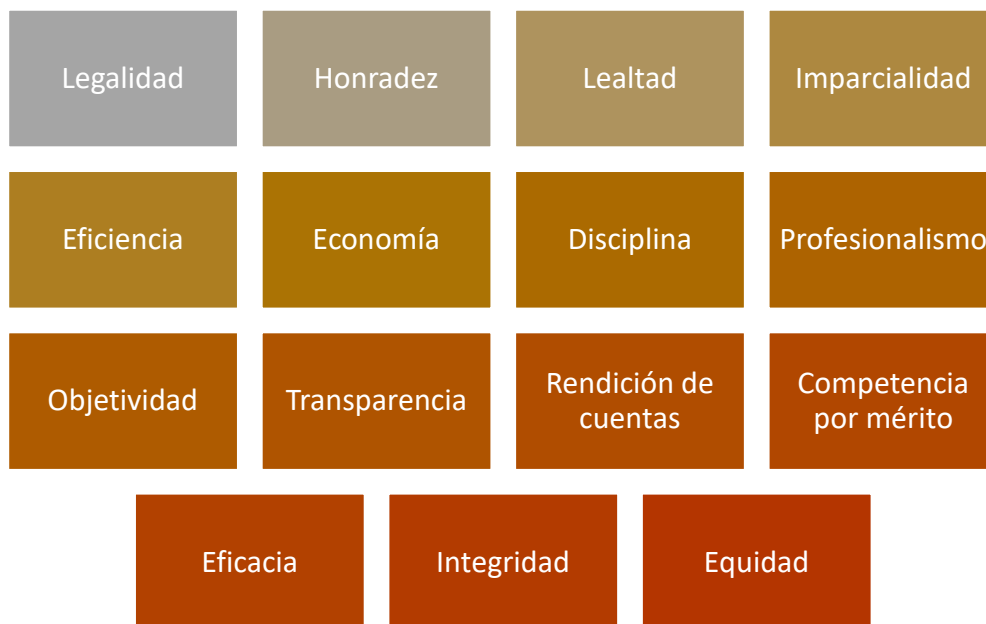 Legalidad
Honradez
Lealtad
Imparcialidad
Eficiencia
Economía
Disciplina
Profesionalismo
Objetividad
Transparencia
Rendición de
cuentas
Competencia
por mérito
Eficacia
Integridad
Equidad